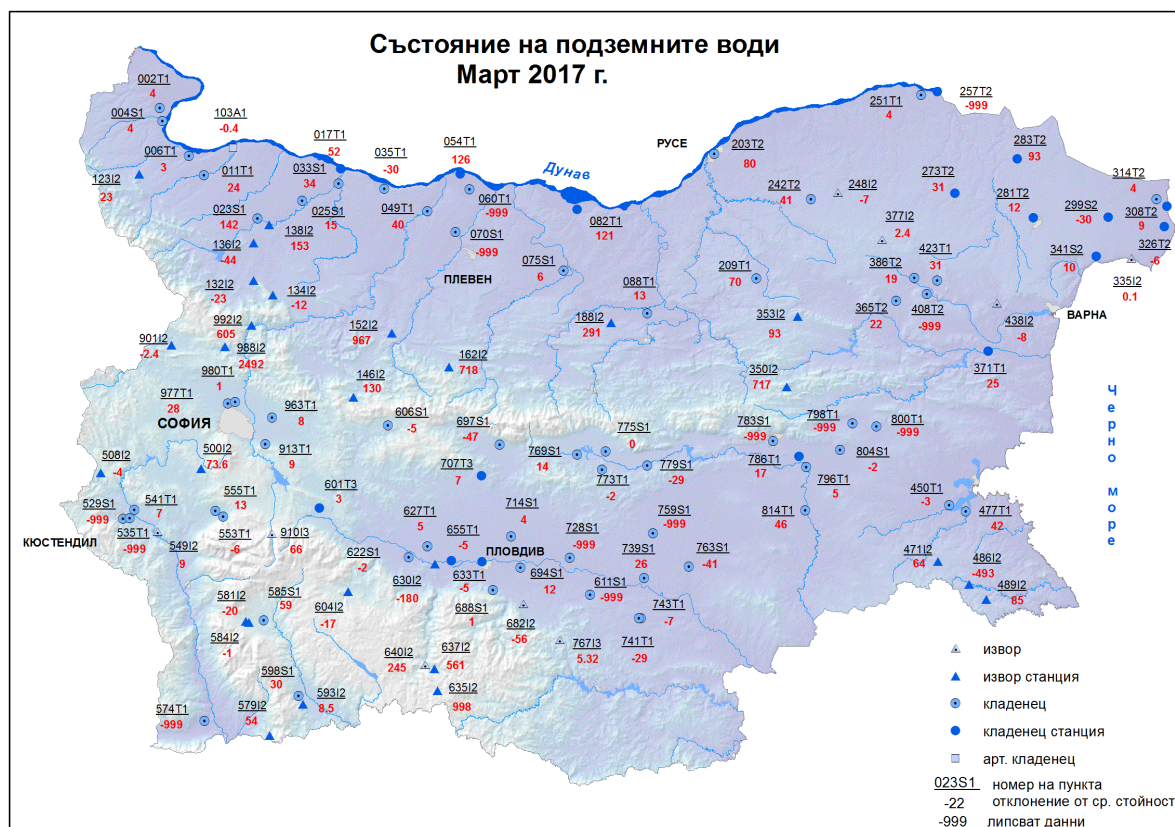 Състояние на подземните води
Март 2017 г.
002T1
4
004S1
4
103A1
-0.4
017T1
52
035T1
-30
054T1
126
Дунав
РУСЕ
203T2
80
251T1
4
257T2
-999
283T2
93
006T1
3
011T1
24
033S1
34
123I2
23
023S1
142
025S1
15
049T1
40
060T1
-999
082T1
121
242T2
41
248I2
-7
273T2
31
281T2
12
299S2
-30
314T2
4
308T2
9
326T2
-6
136I2
-44
138I2
153
070S1
-999
ПЛЕВЕН
075S1
6
377I2
2.4
423T1
31
386T2
19
341S2
10
335I2
0.1
132I2
-23
134I2
-12
088T1
13
209T1
70
365T2
22
408T2
-999
438I2
-8
ВАРНА
992I2
605
901I2
-2.4
988I2
2492
152I2
967
188I2
291
353I2
93
371T1
25
980T1
1
977T1
28
146I2
130
162I2
718
350I2
717
СОФИЯ
963T1
8
606S1
-5
697S1
-47
775S1
0
783S1
-999
798T1
-999
800T1
-999
Черно море
508I2
-4
500I2
73.6
913T1
9
707T3
7
769S1
14
773T1
-2
779S1
-29
786T1
17
804S1
-2
796T1
5
529S1
-999
541T1
7
555T1
13
601T3
3
450T1
-3
477T1
42
КЮСТЕНДИЛ
535T1
-999
549I2
9
553T1
-6
910I3
66
627T1
5
655T1
-5
714S1
4
ПЛОВДИВ
728S1
-999
759S1
-999
814T1
46
622S1
-2
630I2
-180
633T1
-5
694S1
12
739S1
26
763S1
-41
471I2
64
486I2
-493
489I2
85
581I2
-20
585S1
59
604I2
-17
688S1
1
682I2
-56
611S1
-999
743T1
-7
584I2
-1
640I2
245
637I2
561
767I3
5.32
741T1
-29
598S1
30
593I2
8.5
635I2
998
574T1
-999
579I2
54
извор
извор станция
кладенец
кладенец станция
арт. кладенец
023S1 номер на пункта
-22 отклонение от ср. стойност
-999 липсват данни